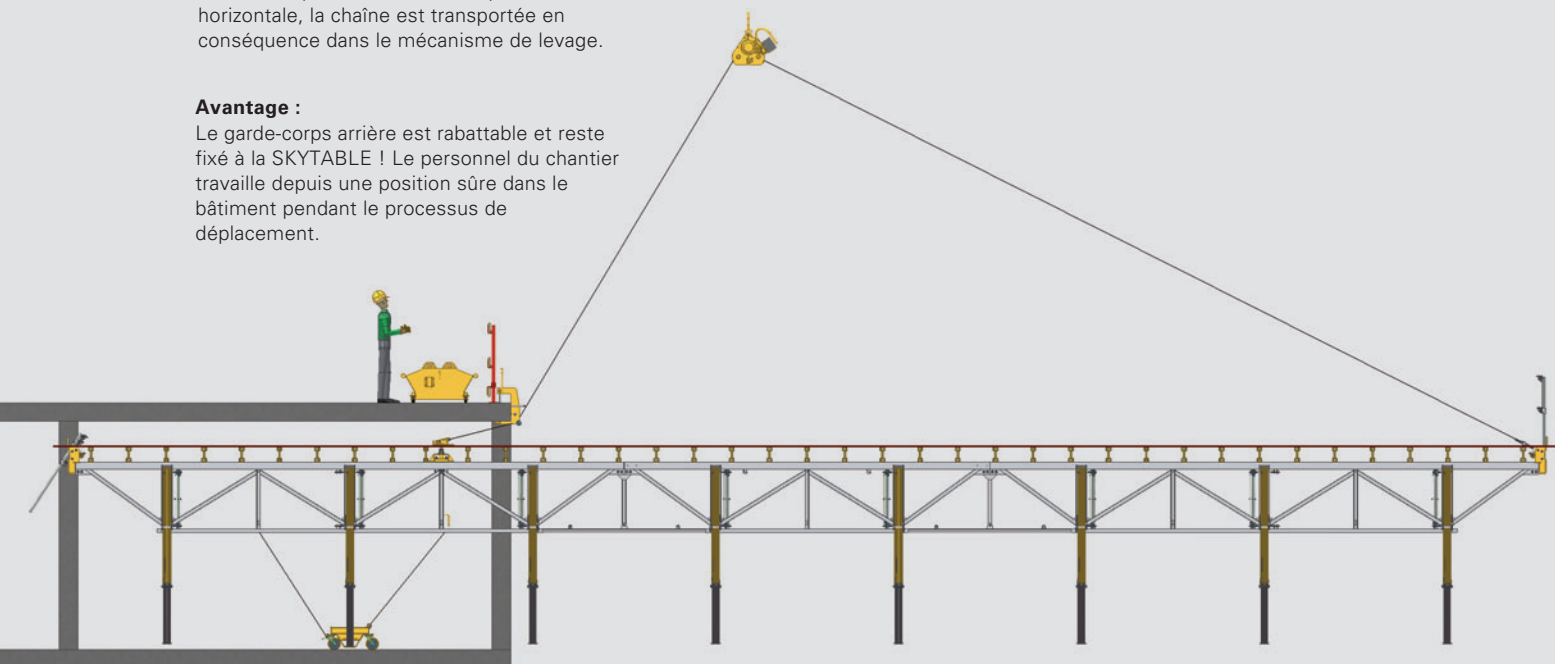 horizontale, la chaîne est transportée en
conséquence dans le mécanisme de levage.
Avantage :
Le garde-corps arrière est rabattable et reste
fixé à la SKYTABLE ! Le personnel du chantier
travaille depuis une position sûre dans le
bâtiment pendant le processus de
déplacement.